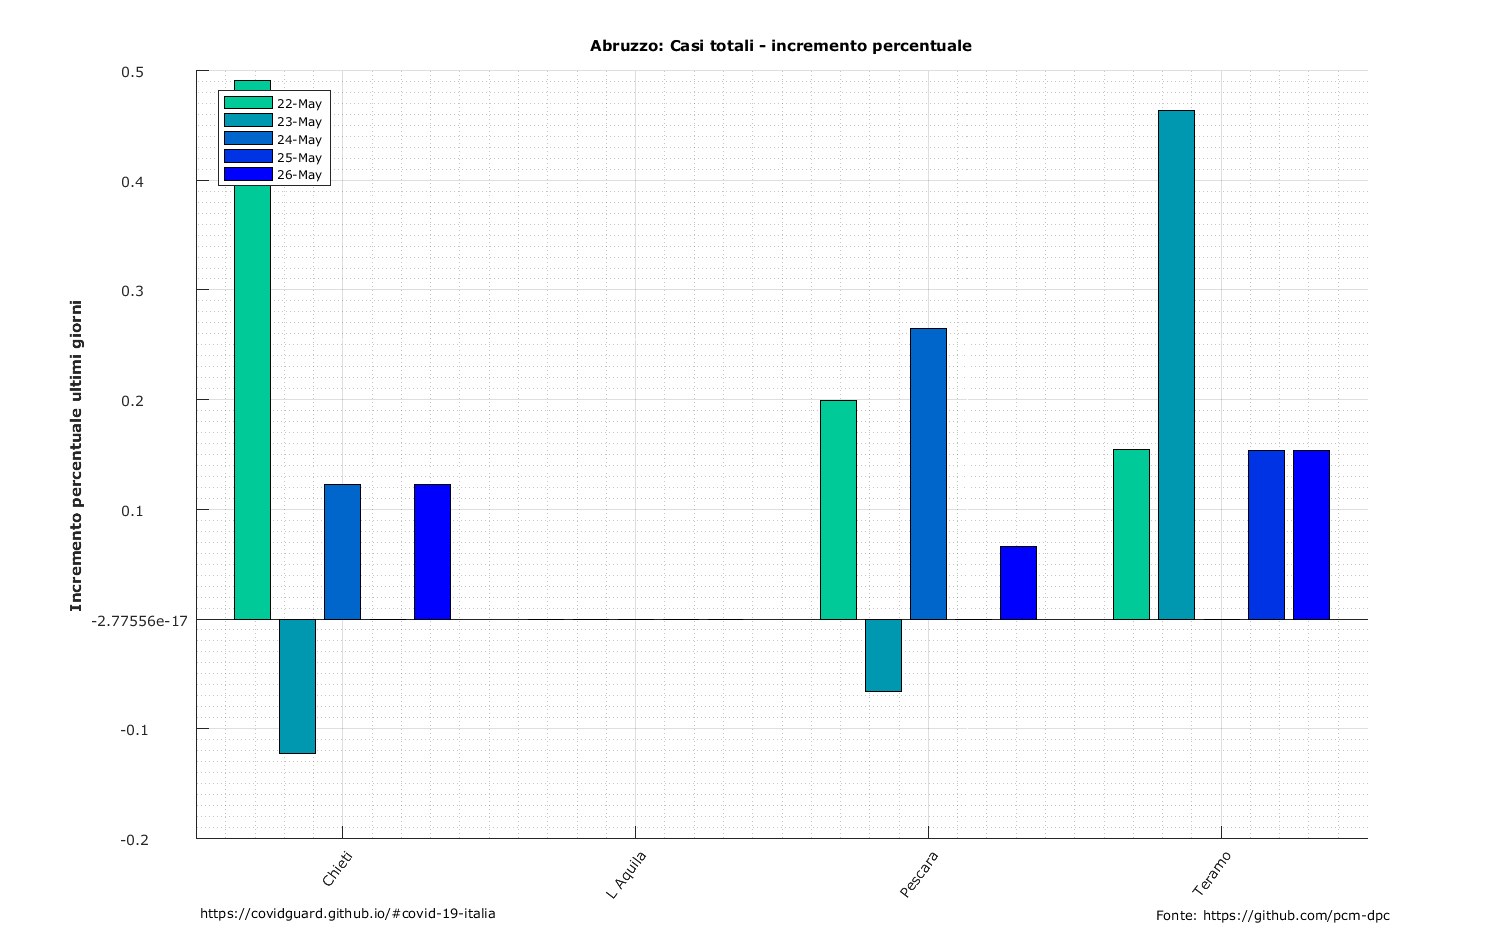 Abruzzo: Casi totali - incremento percentuale
0.5
0.4
0.3
0.2
0.1
-2.77556e-17
-0.1
-0.2
Incremento percentuale ultimi giorni
22-May
23-May
24-May
25-May
26-May
Chieti
L Aquila
Pescara
Teramo
https://covidguard.github.io/#covid-19-italia
Fonte: https://github.com/pcm-dpc